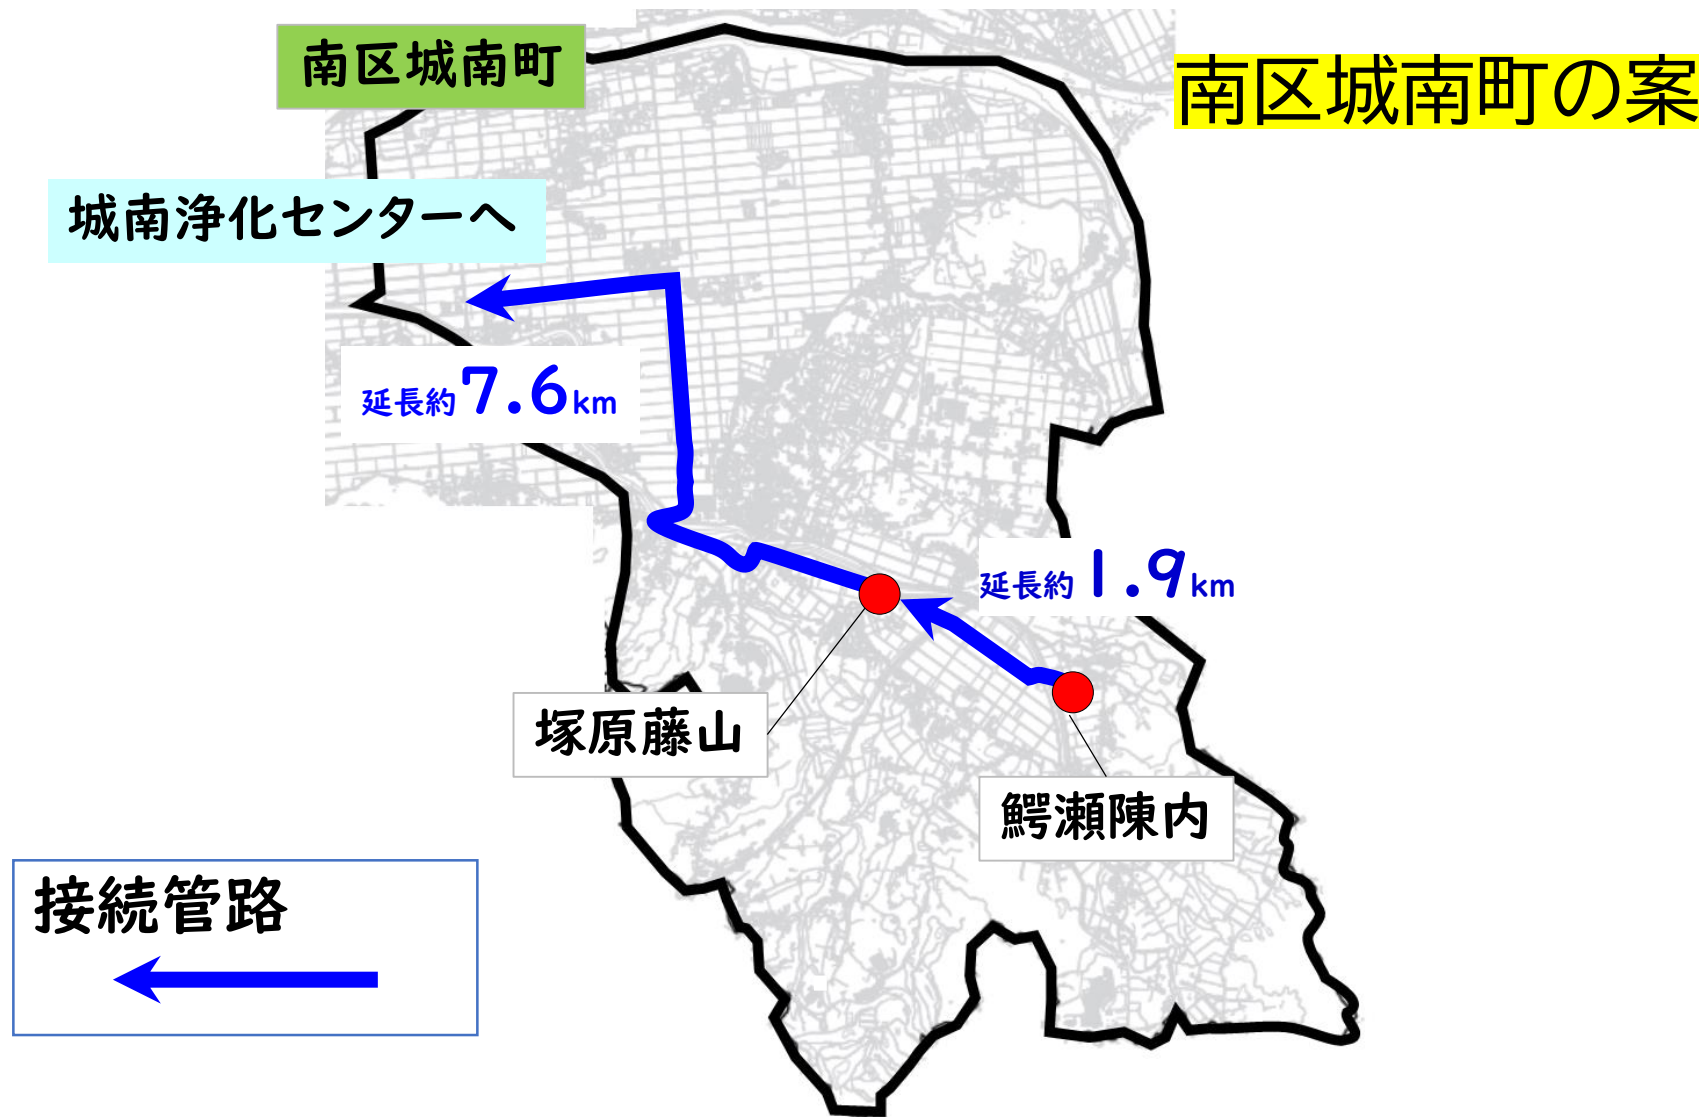 南区城南町
南区城南町の案
城南浄化センターへ
延長約7.6km
延長約1.9km
塚原藤山
鰐瀬陳内
接続管路